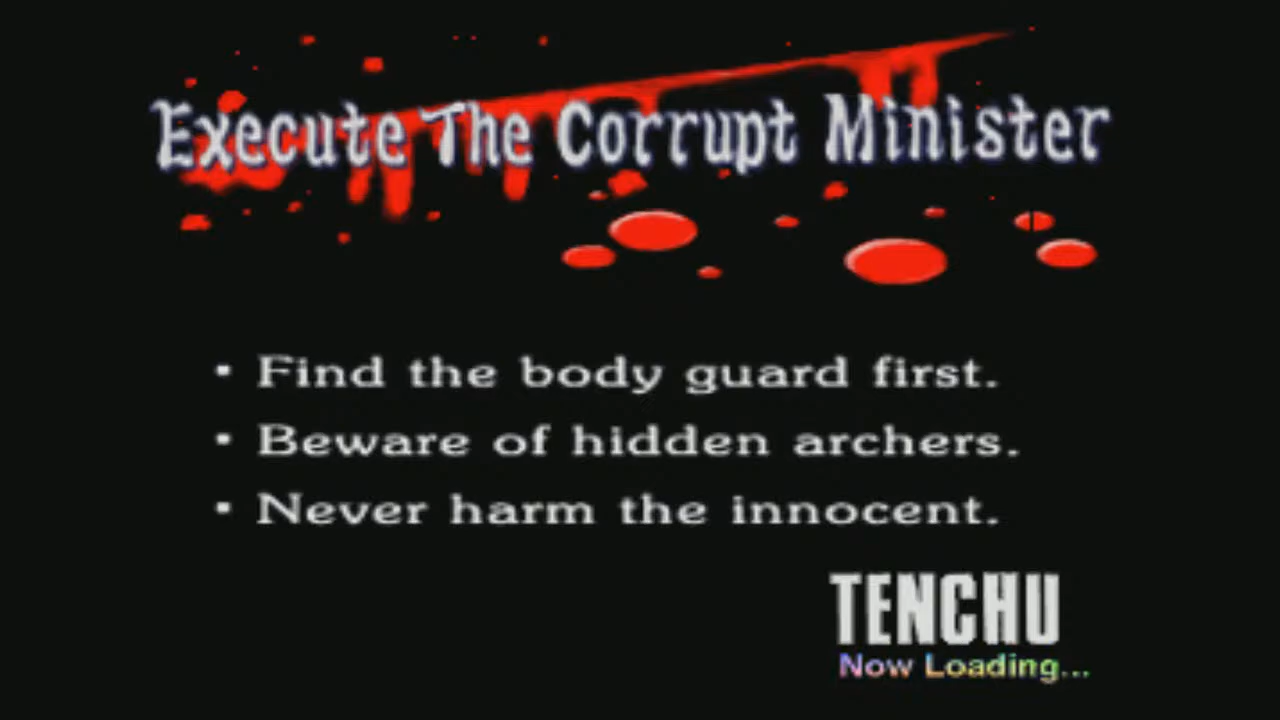 Execute The Corrupt Minister
▪ Find the body guard first.
▪ Beware of hidden archers.
▪ Never harm the innocent.
TENCHU
Now Loading...